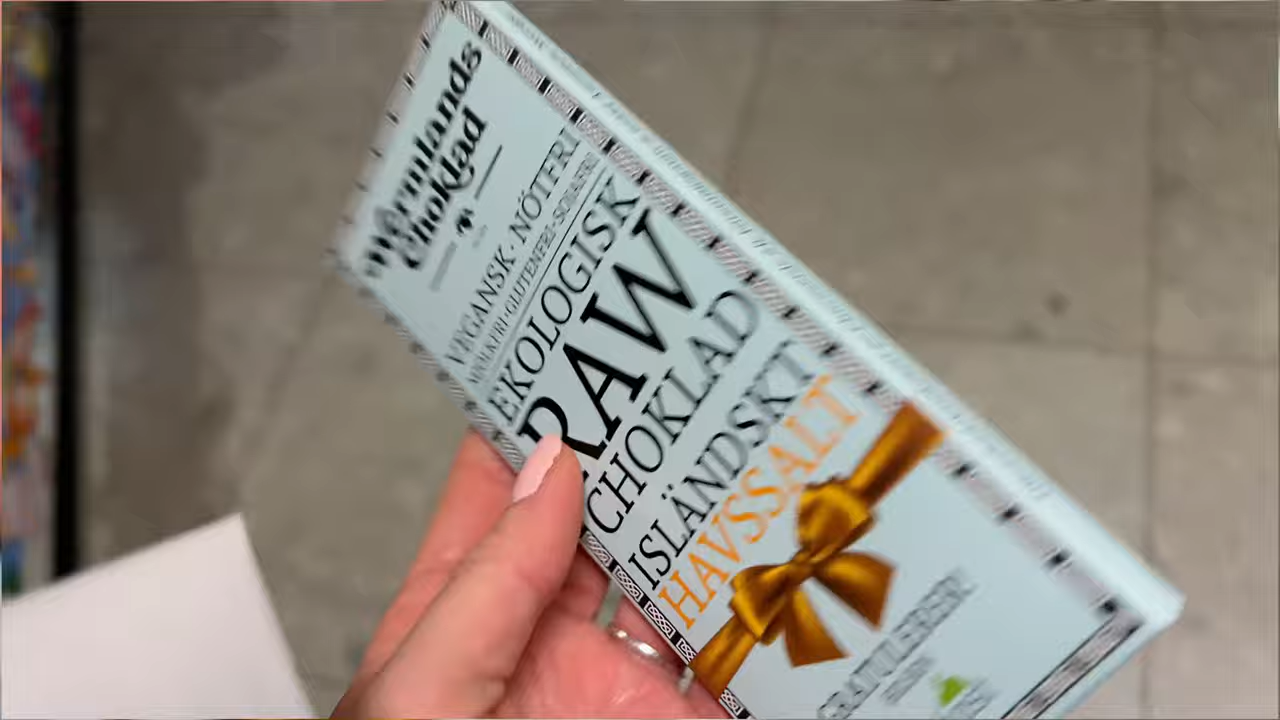 Wermlands
Choklad
VEGANSK · NÖTFRI
MJÖLKFRI · GLUTENFRI · SOJAFRI
EKOLOGISK
RAW
CHOKLAD
ISLÄNDSKT
HAVSSALT
GRATULERER!